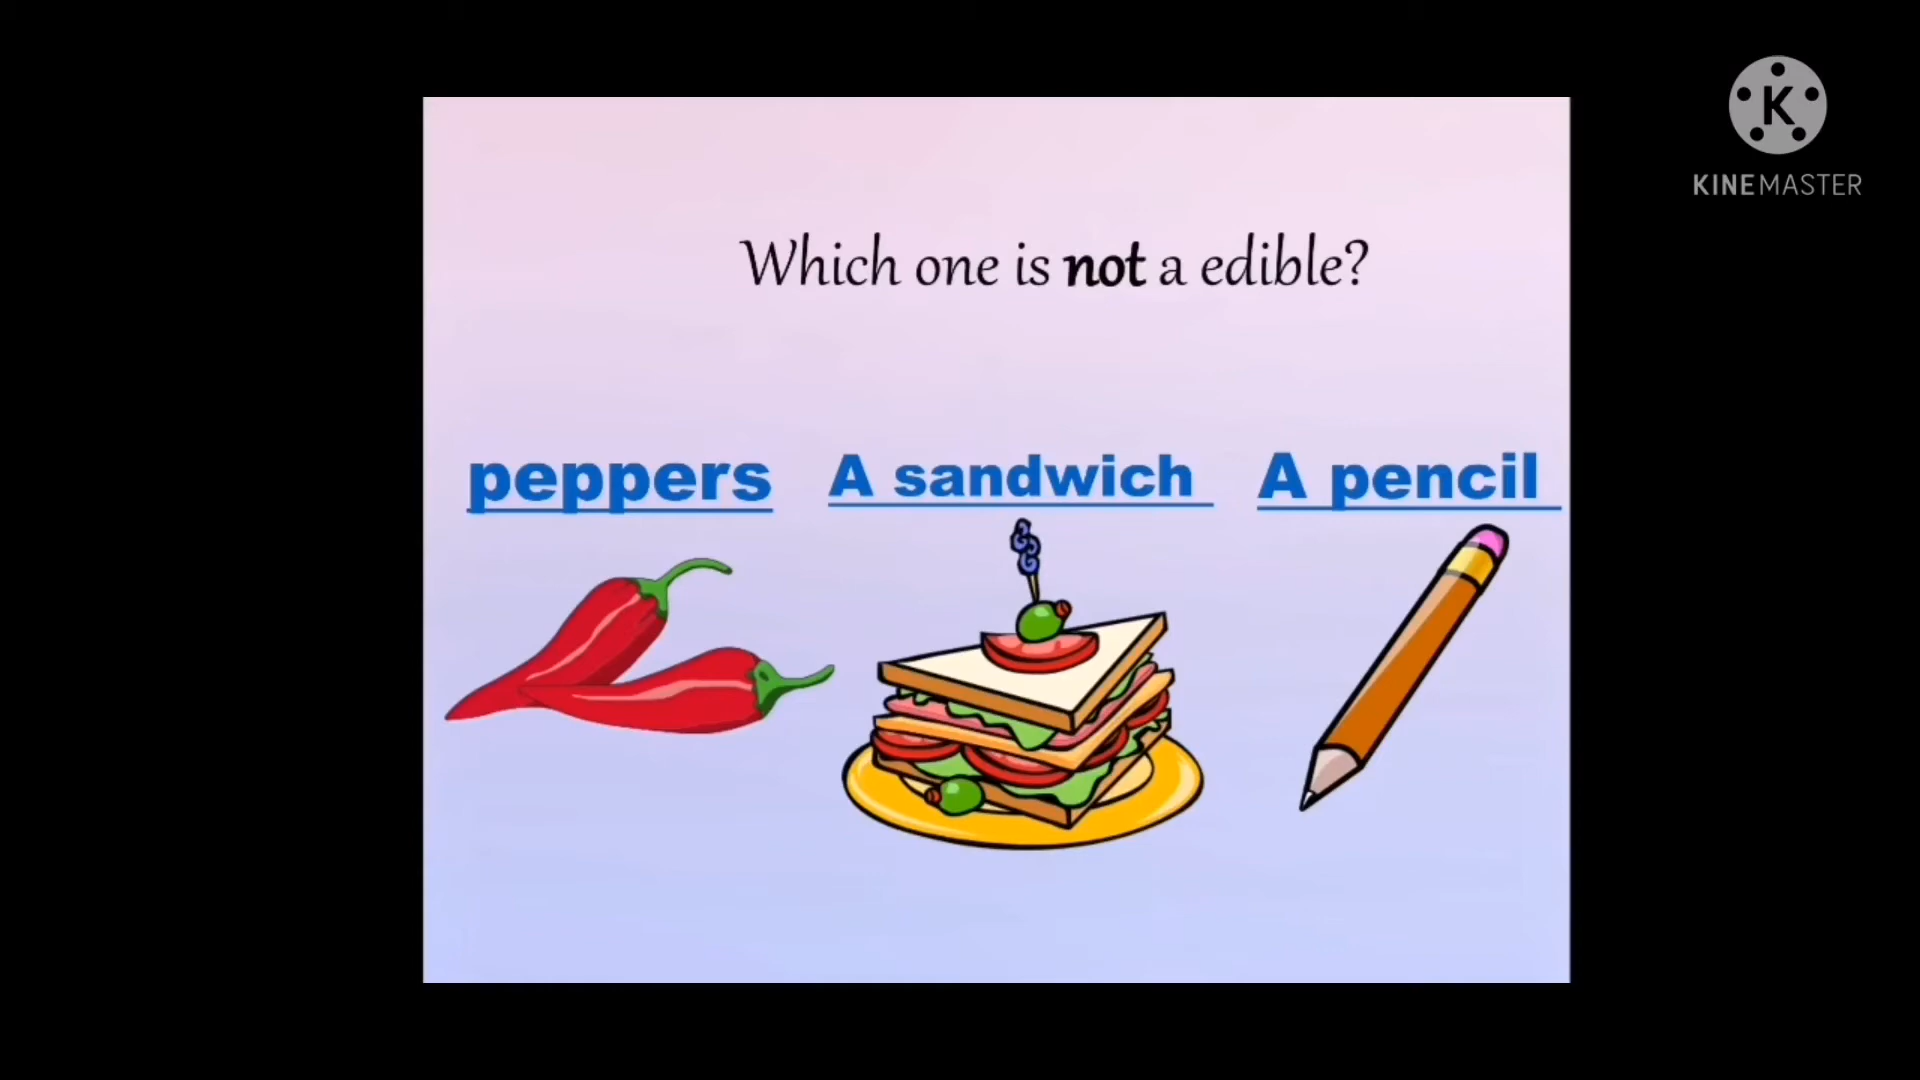 K
KINEMASTER
Which one is not a edible?
peppers A sandwich A pencil